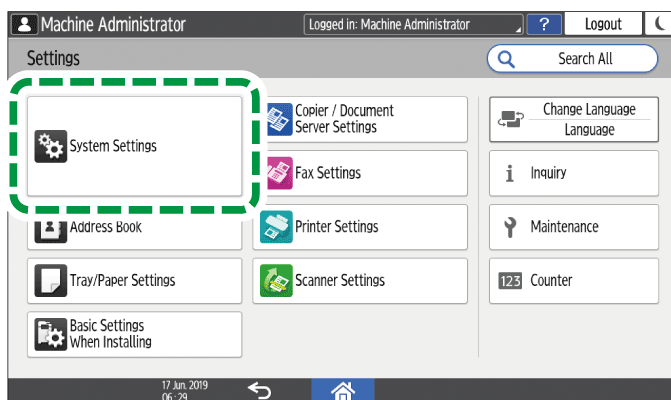 Machine Administrator
Logged in: Machine Administrator
?
Logout
Settings
Search All
System Settings
Copier / Document
Server Settings
Change Language
Language
Fax Settings
i Inquiry
Address Book
Printer Settings
Maintenance
Tray/Paper Settings
Scanner Settings
123 Counter
Basic Settings
When Installing
17 Jun. 2019
06 : 29